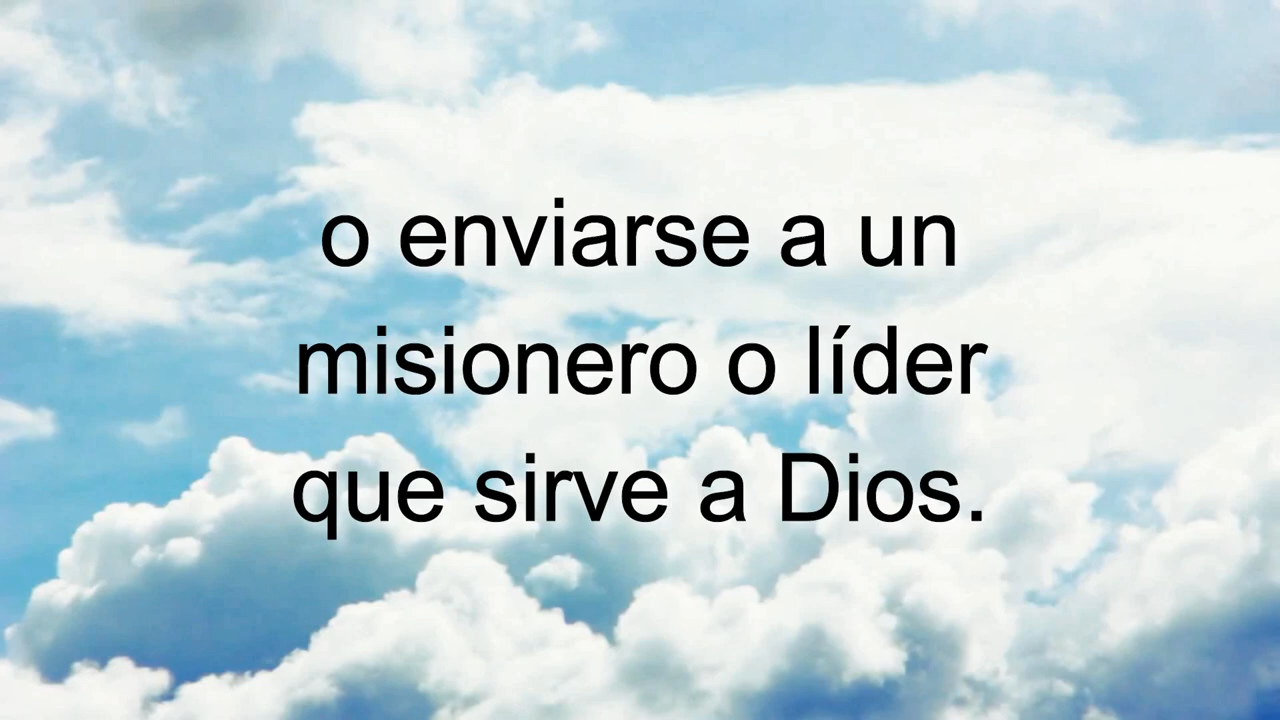 o enviarse a un
misionero o líder
que sirve a Dios.